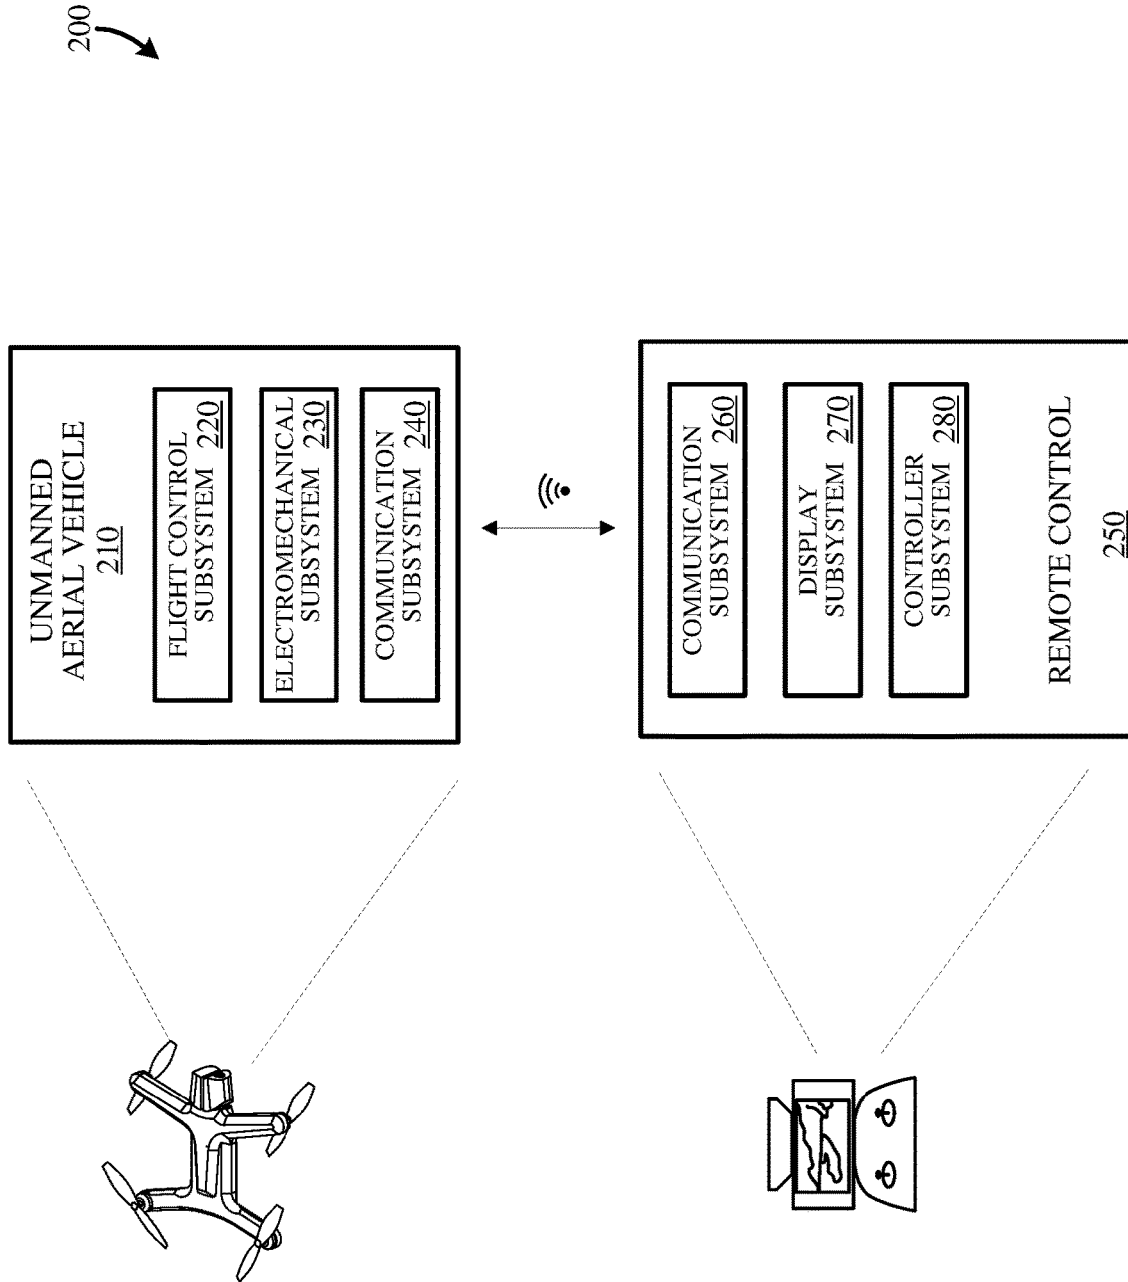 200
UNMANNED
AERIAL VEHICLE
210
FLIGHT CONTROL
SUBSYSTEM 220
ELECTROMECHANICAL
SUBSYSTEM 230
COMMUNICATION
SUBSYSTEM 240
COMMUNICATION
SUBSYSTEM 260
DISPLAY
SUBSYSTEM 270
CONTROLLER
SUBSYSTEM 280
REMOTE CONTROL
250